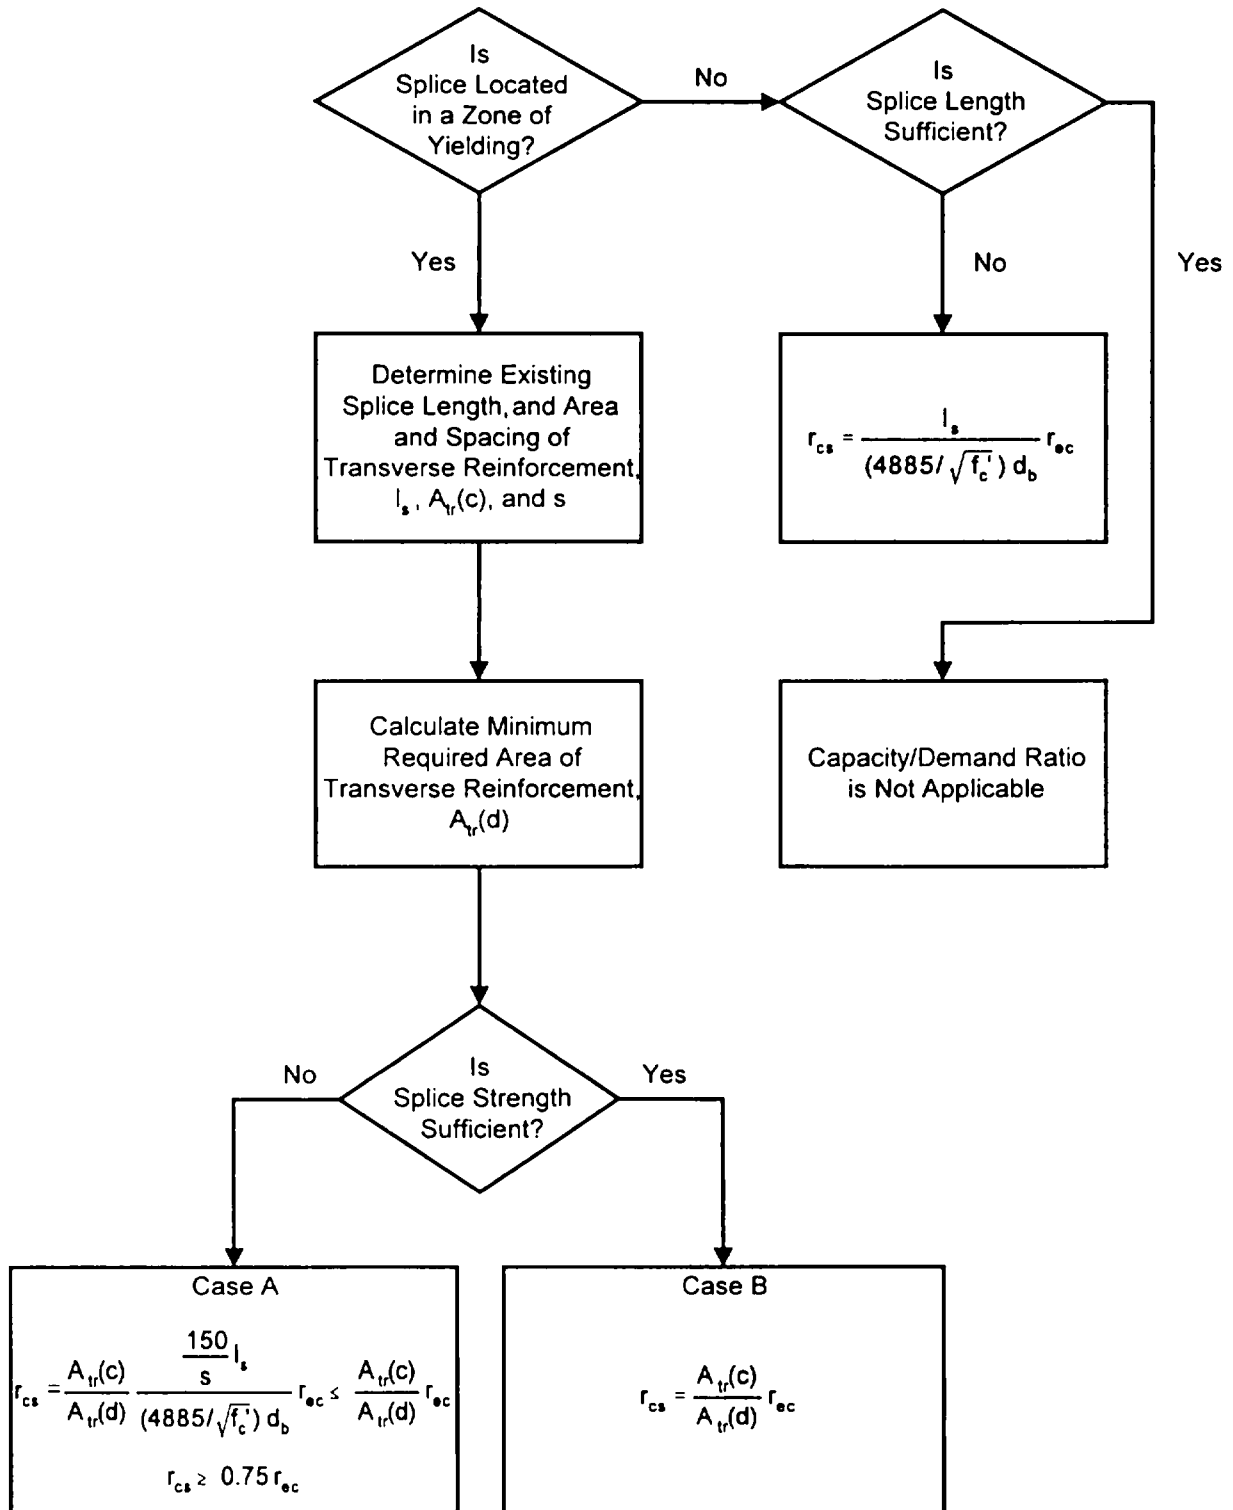 Is
Splice Located
in a Zone of
Yielding?
No
Is
Splice Length
Sufficient?
Yes
No
Yes
Determine Existing
Splice Length, and Area
and Spacing of
Transverse Reinforcement,
l_s, A_tr(c), and s
r_cs = l_s / ((4885/√f_c') d_b) r_ec
Calculate Minimum
Required Area of
Transverse Reinforcement,
A_tr(d)
Capacity/Demand Ratio
is Not Applicable
No
Is
Splice Strength
Sufficient?
Yes
Case A
r_cs = A_tr(c)/A_tr(d) (150/s l_s)/((4885/√f_c') d_b) r_ec ≤ A_tr(c)/A_tr(d) r_ec
r_cs ≥ 0.75 r_ec
Case B
r_cs = A_tr(c)/A_tr(d) r_ec